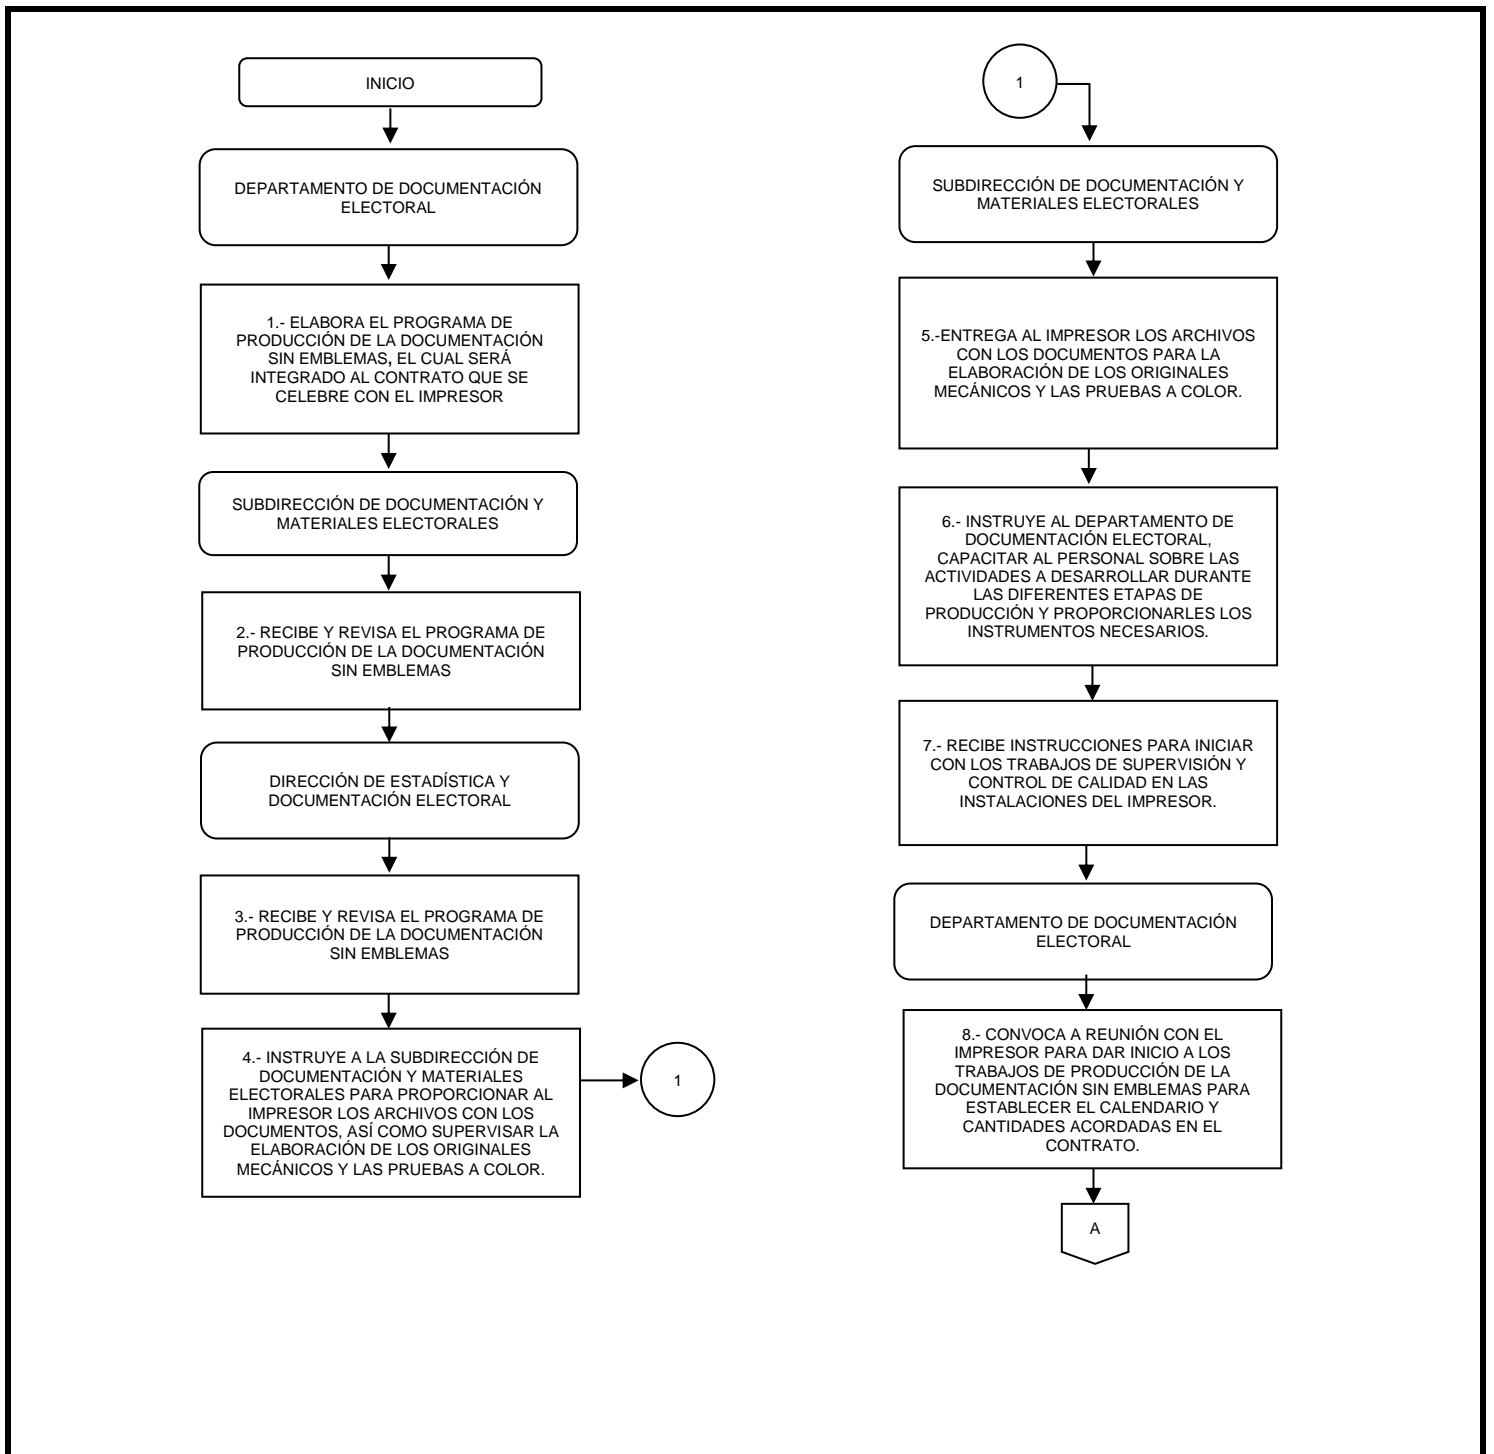 INICIO
DEPARTAMENTO DE DOCUMENTACIÓN
ELECTORAL
1.- ELABORA EL PROGRAMA DE
PRODUCCIÓN DE LA DOCUMENTACIÓN
SIN EMBLEMAS, EL CUAL SERÁ
INTEGRADO AL CONTRATO QUE SE
CELEBRE CON EL IMPRESOR
SUBDIRECCIÓN DE DOCUMENTACIÓN Y
MATERIALES ELECTORALES
2.- RECIBE Y REVISA EL PROGRAMA DE
PRODUCCIÓN DE LA DOCUMENTACIÓN
SIN EMBLEMAS
DIRECCIÓN DE ESTADÍSTICA Y
DOCUMENTACIÓN ELECTORAL
3.- RECIBE Y REVISA EL PROGRAMA DE
PRODUCCIÓN DE LA DOCUMENTACIÓN
SIN EMBLEMAS
4.- INSTRUYE A LA SUBDIRECCIÓN DE
DOCUMENTACIÓN Y MATERIALES
ELECTORALES PARA PROPORCIONAR AL
IMPRESOR LOS ARCHIVOS CON LOS
DOCUMENTOS, ASÍ COMO SUPERVISAR LA
ELABORACIÓN DE LOS ORIGINALES
MECÁNICOS Y LAS PRUEBAS A COLOR.
1
1
SUBDIRECCIÓN DE DOCUMENTACIÓN Y
MATERIALES ELECTORALES
5.-ENTREGA AL IMPRESOR LOS ARCHIVOS
CON LOS DOCUMENTOS PARA LA
ELABORACIÓN DE LOS ORIGINALES
MECÁNICOS Y LAS PRUEBAS A COLOR.
6.- INSTRUYE AL DEPARTAMENTO DE
DOCUMENTACIÓN ELECTORAL,
CAPACITAR AL PERSONAL SOBRE LAS
ACTIVIDADES A DESARROLLAR DURANTE
LAS DIFERENTES ETAPAS DE
PRODUCCIÓN Y PROPORCIONARLES LOS
INSTRUMENTOS NECESARIOS.
7.- RECIBE INSTRUCCIONES PARA INICIAR
CON LOS TRABAJOS DE SUPERVISIÓN Y
CONTROL DE CALIDAD EN LAS
INSTALACIONES DEL IMPRESOR.
DEPARTAMENTO DE DOCUMENTACIÓN
ELECTORAL
8.- CONVOCA A REUNIÓN CON EL
IMPRESOR PARA DAR INICIO A LOS
TRABAJOS DE PRODUCCIÓN DE LA
DOCUMENTACIÓN SIN EMBLEMAS PARA
ESTABLECER EL CALENDARIO Y
CANTIDADES ACORDADAS EN EL
CONTRATO.
A